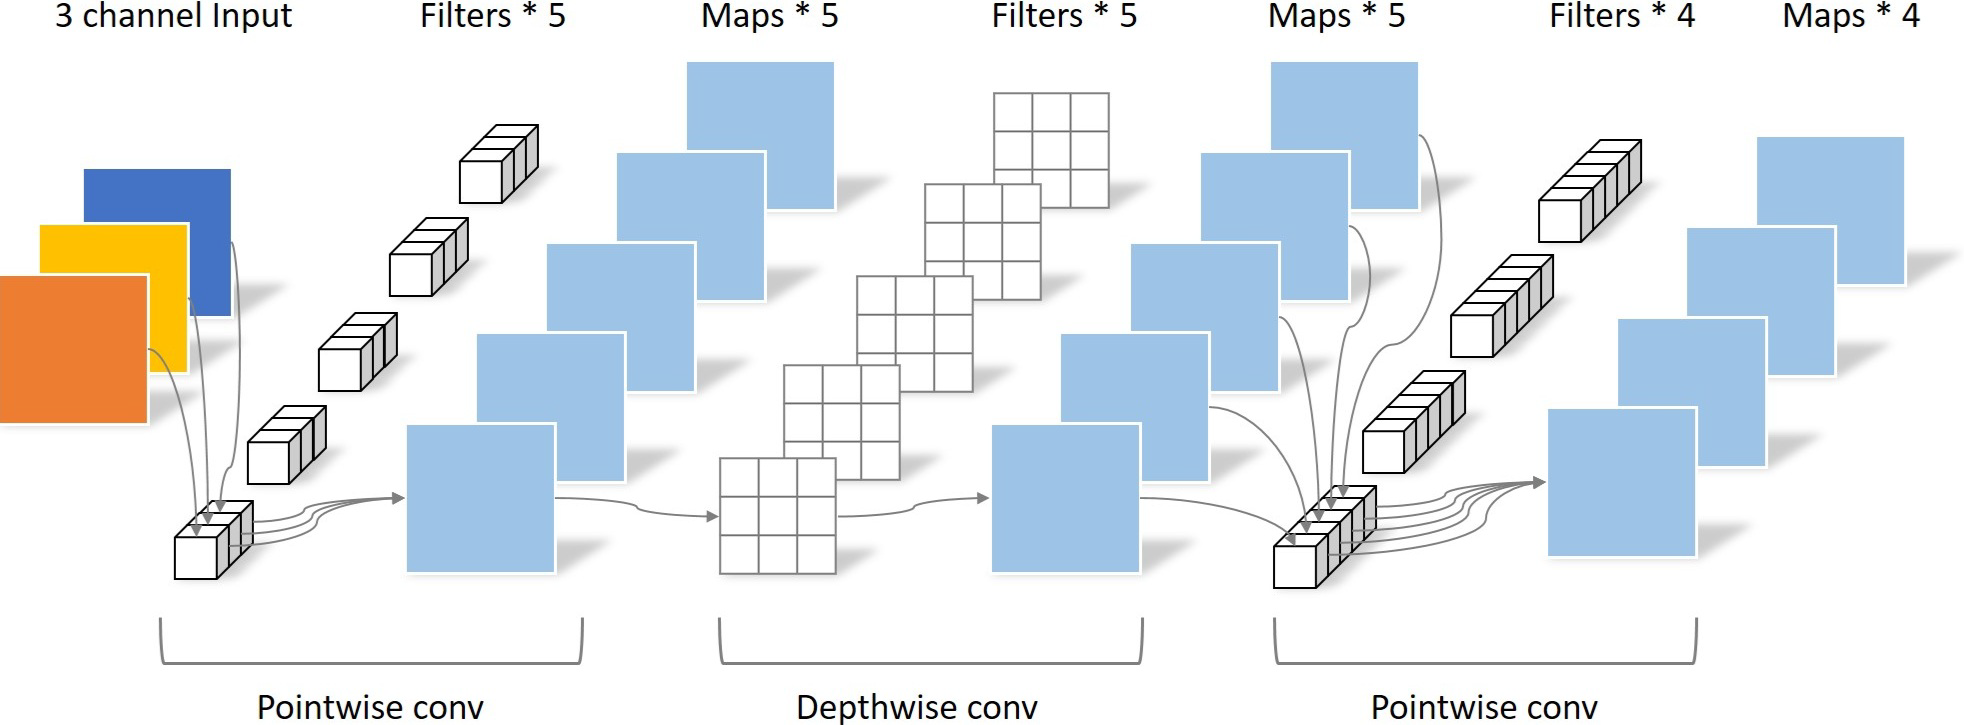 3 channel Input Filters * 5 Maps * 5 Filters * 5 Maps * 5 Filters * 4 Maps * 4
Pointwise conv Depthwise conv Pointwise conv